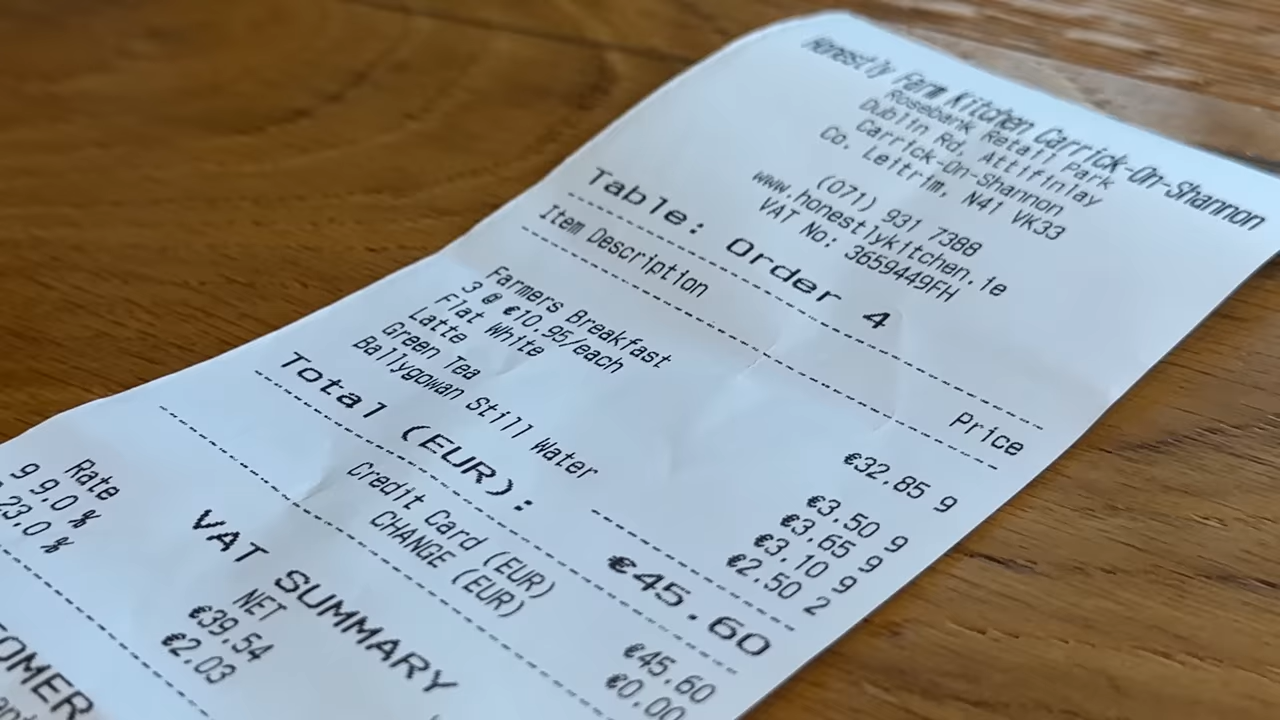 Honestly Farm Kitchen Carrick-On-Shannon
Rosebank Retail Park
Dublin Rd, Attifinlay
Carrick-On-Shannon
Co. Leitrim, N41 VK33
(071) 931 7388
www.honestlykitchen.ie
VAT No: 3659449FH
Table: Order 4
Item Description Price
Farmers Breakfast
3 @ €10.95/each €32.85 9
Flat White €3.50 9
Latte €3.65 9
Green Tea €3.10 9
Ballygowan Still Water €2.50 2
Total (EUR): €45.60
Credit Card (EUR) €45.60
CHANGE (EUR) €0.00
VAT SUMMARY
Rate NET
9 9.0 % €39.54
23.0 % €2.03